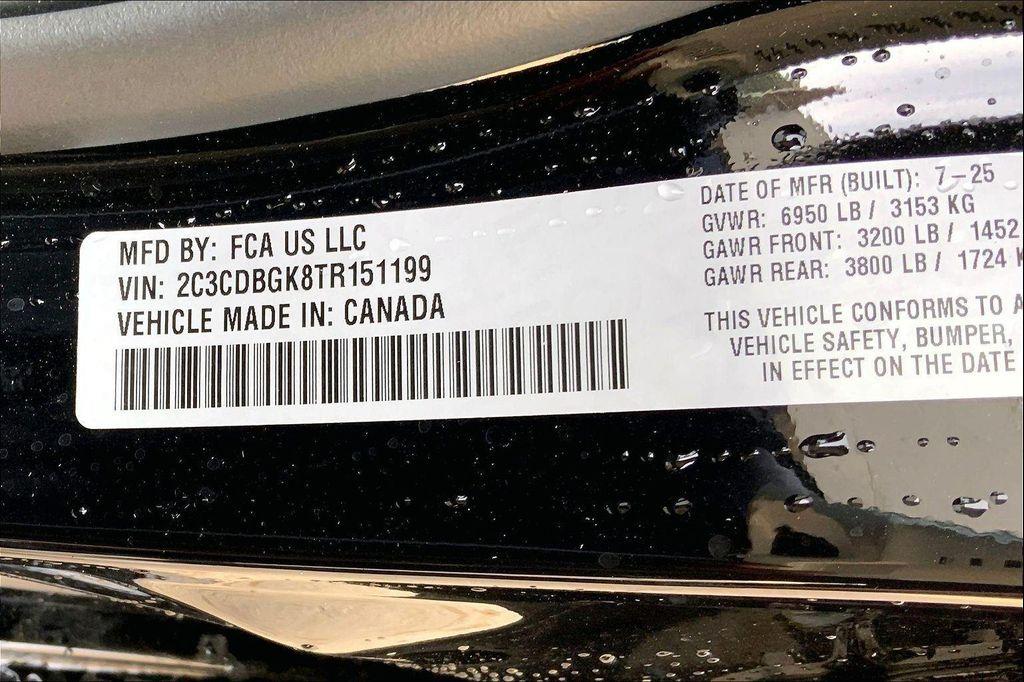 MFD BY: FCA US LLC
VIN: 2C3CDBGK8TR151199
VEHICLE MADE IN: CANADA
DATE OF MFR (BUILT): 7-25
GVWR: 6950 LB / 3153 KG
GAWR FRONT: 3200 LB / 1452
GAWR REAR: 3800 LB / 1724 K
THIS VEHICLE CONFORMS TO A
VEHICLE SAFETY, BUMPER,
IN EFFECT ON THE DATE